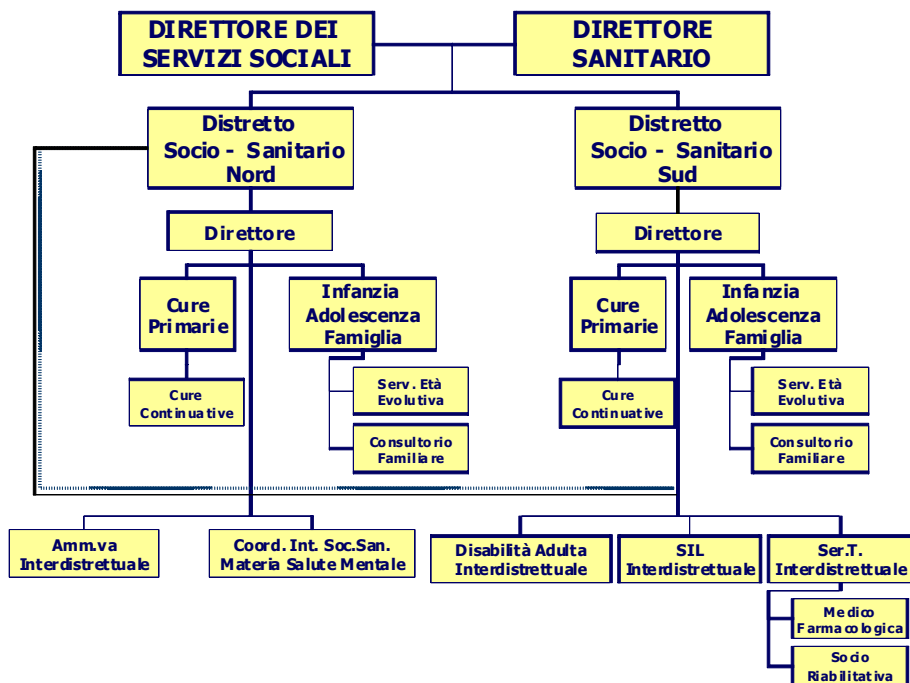 DIRETTORE DEI
SERVIZI SOCIALI
DIRETTORE
SANITARIO
Distretto
Socio - Sanitario
Nord
Distretto
Socio - Sanitario
Sud
Direttore
Direttore
Cure
Primarie
Infanzia
Adolescenza
Famiglia
Cure
Primarie
Infanzia
Adolescenza
Famiglia
Cure
Continuative
Serv. Età
Evolutiva
Cure
Continuative
Serv. Età
Evolutiva
Consultorio
Familiare
Consultorio
Familiare
Amm.va
Interdistrettuale
Coord. Int. Soc.San.
Materia Salute Mentale
Disabilità Adulta
Interdistrettuale
SIL
Interdistrettuale
Ser.T.
Interdistrettuale
Medico
Farmacologica
Socio
Riabilitativa